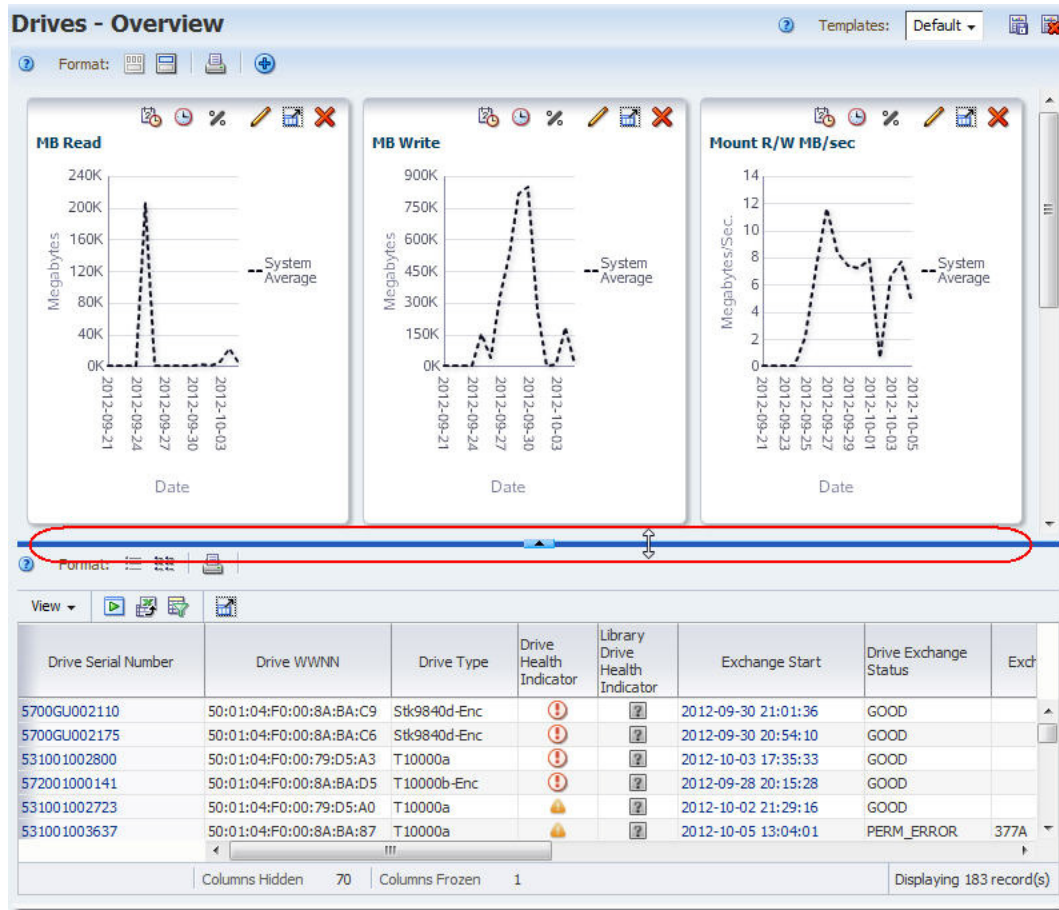 Drives - Overview
Templates: Default
Format:
MB Read
240K
200K
160K
120K
80K
40K
0K
Megabytes
System
Average
2012-09-21
2012-09-24
2012-09-27
2012-09-30
2012-10-03
Date
MB Write
900K
750K
600K
450K
300K
150K
0K
Megabytes
System
Average
2012-09-21
2012-09-24
2012-09-27
2012-09-30
2012-10-03
Date
Mount R/W MB/sec
14
12
10
8
6
4
2
0
Megabytes/Sec.
System
Average
2012-09-21
2012-09-23
2012-09-25
2012-09-27
2012-09-29
2012-10-01
2012-10-03
2012-10-05
Date
Format:
View
Drive Serial Number
Drive WWNN
Drive Type
Drive
Health
Indicator
Library
Drive
Health
Indicator
Exchange Start
Drive Exchange
Status
Exch
5700GU002110 50:01:04:F0:00:8A:BA:C9 Stk9840d-Enc 2012-09-30 21:01:36 GOOD
5700GU002175 50:01:04:F0:00:8A:BA:C6 Stk9840d-Enc 2012-09-30 20:54:10 GOOD
531001002800 50:01:04:F0:00:79:D5:A3 T10000a 2012-10-03 17:35:33 GOOD
572001000141 50:01:04:F0:00:8A:BA:D5 T10000b-Enc 2012-09-28 20:15:28 GOOD
531001002723 50:01:04:F0:00:79:D5:A0 T10000a 2012-10-02 21:29:16 GOOD
531001003637 50:01:04:F0:00:8A:BA:87 T10000a 2012-10-05 13:04:01 PERM_ERROR 377A
Columns Hidden 70 Columns Frozen 1 Displaying 183 record(s)